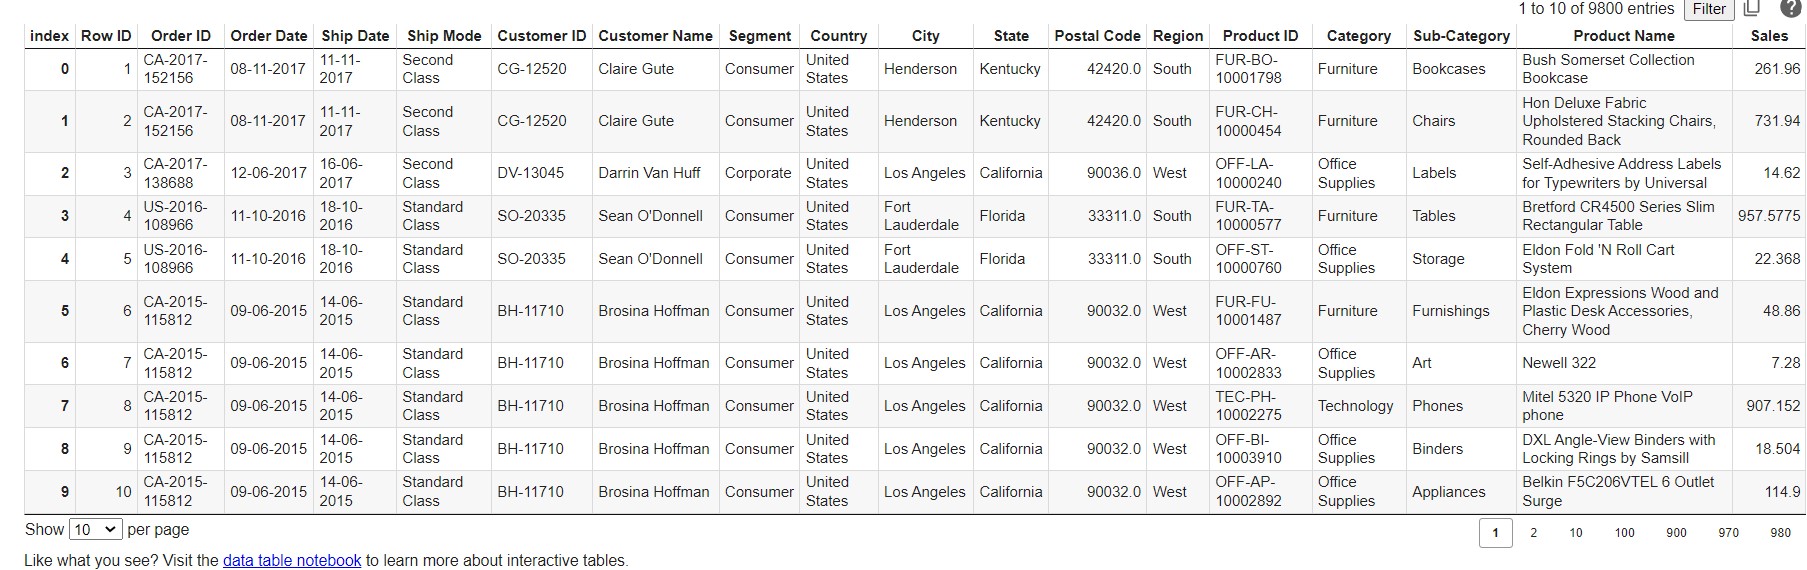 1 to 10 of 9800 entries Filter
index Row ID Order ID Order Date Ship Date Ship Mode Customer ID Customer Name Segment Country City State Postal Code Region Product ID Category Sub-Category Product Name Sales
0 1 CA-2017-152156 08-11-2017 11-11-2017 Second Class CG-12520 Claire Gute Consumer United States Henderson Kentucky 42420.0 South FUR-BO-10001798 Furniture Bookcases Bush Somerset Collection Bookcase 261.96
1 2 CA-2017-152156 08-11-2017 11-11-2017 Second Class CG-12520 Claire Gute Consumer United States Henderson Kentucky 42420.0 South FUR-CH-10000454 Furniture Chairs Hon Deluxe Fabric Upholstered Stacking Chairs, Rounded Back 731.94
2 3 CA-2017-138688 12-06-2017 16-06-2017 Second Class DV-13045 Darrin Van Huff Corporate United States Los Angeles California 90036.0 West OFF-LA-10000240 Office Supplies Labels Self-Adhesive Address Labels for Typewriters by Universal 14.62
3 4 US-2016-108966 11-10-2016 18-10-2016 Standard Class SO-20335 Sean O'Donnell Consumer United States Fort Lauderdale Florida 33311.0 South FUR-TA-10000577 Furniture Tables Bretford CR4500 Series Slim Rectangular Table 957.5775
4 5 US-2016-108966 11-10-2016 18-10-2016 Standard Class SO-20335 Sean O'Donnell Consumer United States Fort Lauderdale Florida 33311.0 South OFF-ST-10000760 Office Supplies Storage Eldon Fold 'N Roll Cart System 22.368
5 6 CA-2015-115812 09-06-2015 14-06-2015 Standard Class BH-11710 Brosina Hoffman Consumer United States Los Angeles California 90032.0 West FUR-FU-10001487 Furniture Furnishings Eldon Expressions Wood and Plastic Desk Accessories, Cherry Wood 48.86
6 7 CA-2015-115812 09-06-2015 14-06-2015 Standard Class BH-11710 Brosina Hoffman Consumer United States Los Angeles California 90032.0 West OFF-AR-10002833 Office Supplies Art Newell 322 7.28
7 8 CA-2015-115812 09-06-2015 14-06-2015 Standard Class BH-11710 Brosina Hoffman Consumer United States Los Angeles California 90032.0 West TEC-PH-10002275 Technology Phones Mitel 5320 IP Phone VoIP phone 907.152
8 9 CA-2015-115812 09-06-2015 14-06-2015 Standard Class BH-11710 Brosina Hoffman Consumer United States Los Angeles California 90032.0 West OFF-BI-10003910 Office Supplies Binders DXL Angle-View Binders with Locking Rings by Samsill 18.504
9 10 CA-2015-115812 09-06-2015 14-06-2015 Standard Class BH-11710 Brosina Hoffman Consumer United States Los Angeles California 90032.0 West OFF-AP-10002892 Office Supplies Appliances Belkin F5C206VTEL 6 Outlet Surge 114.9
Show 10 per page 1 2 10 100 900 970 980
Like what you see? Visit the data table notebook to learn more about interactive tables.